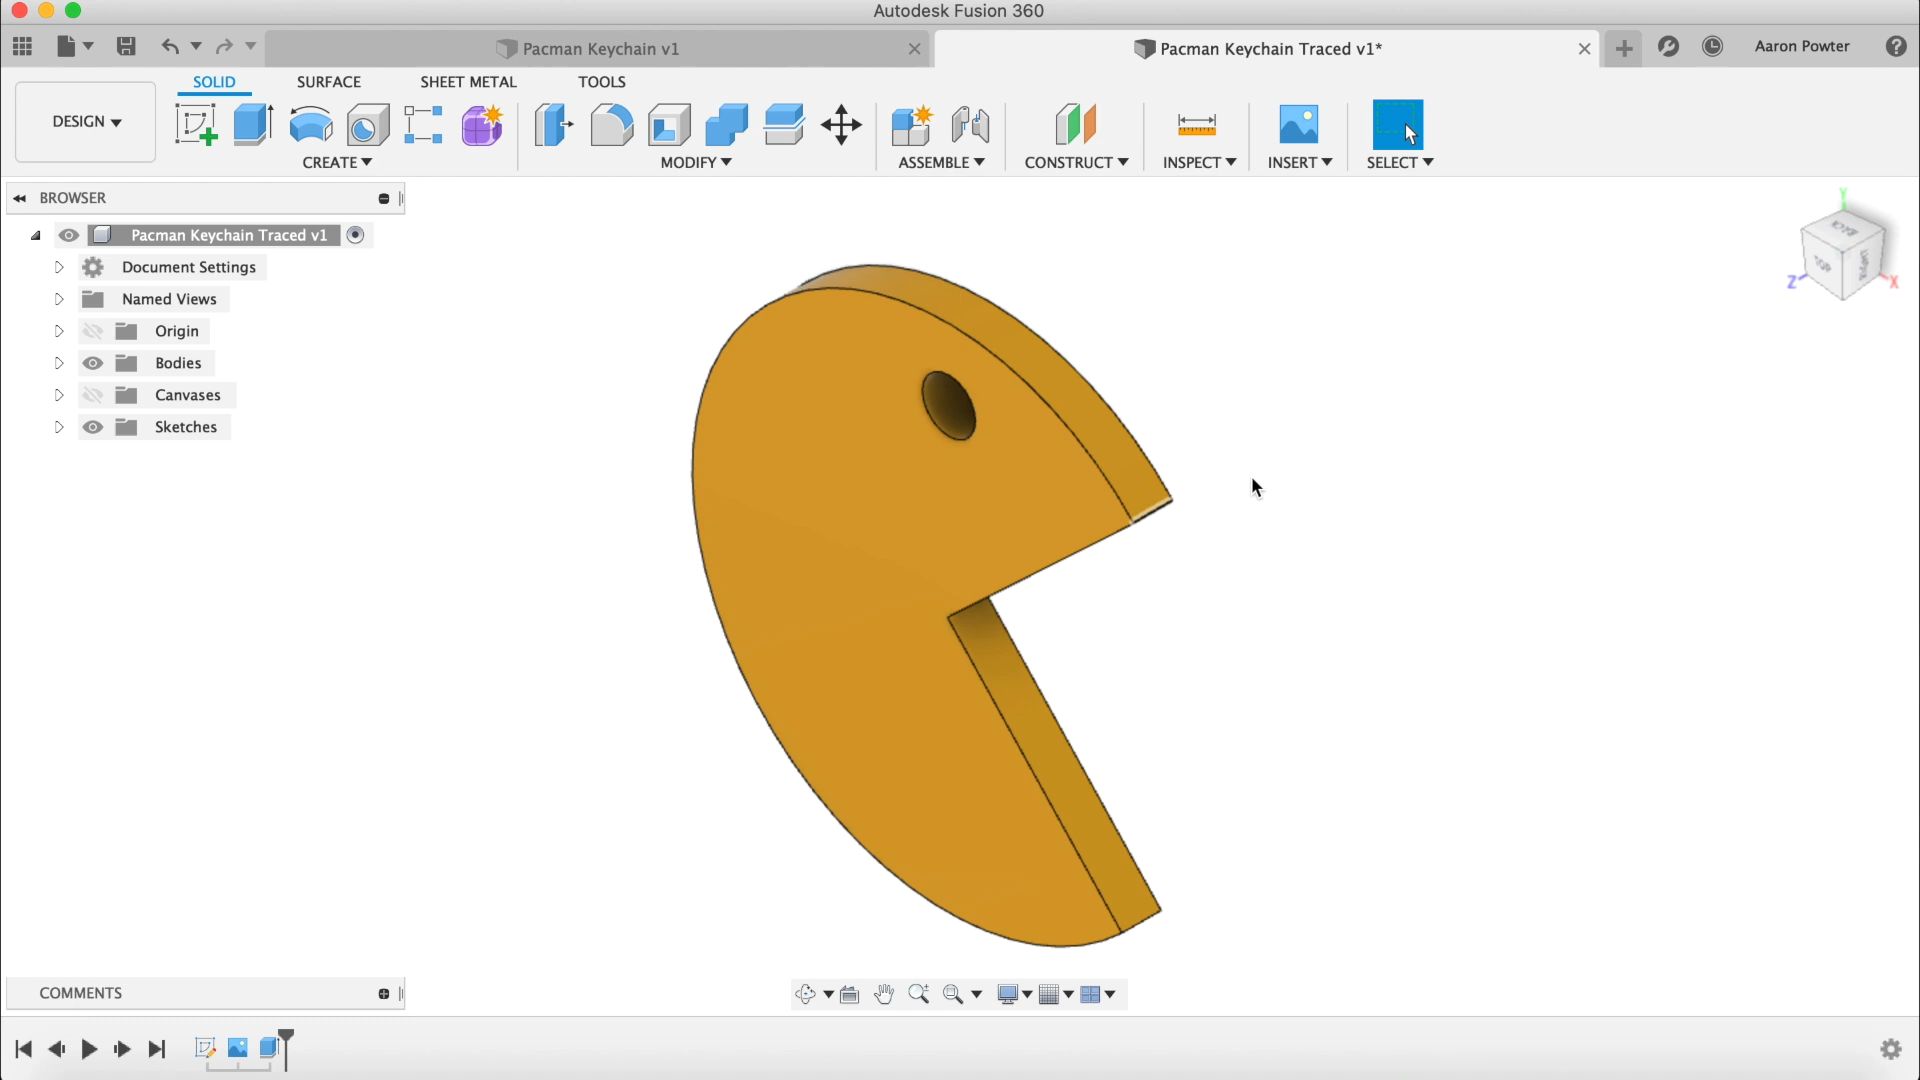 Autodesk Fusion 360
Pacman Keychain v1
Pacman Keychain Traced v1*
Aaron Powter
SOLID SURFACE SHEET METAL TOOLS
DESIGN
CREATE MODIFY ASSEMBLE CONSTRUCT INSPECT INSERT SELECT
BROWSER
Pacman Keychain Traced v1
Document Settings
Named Views
Origin
Bodies
Canvases
Sketches
Y
BACK
TOP
Z
X
COMMENTS